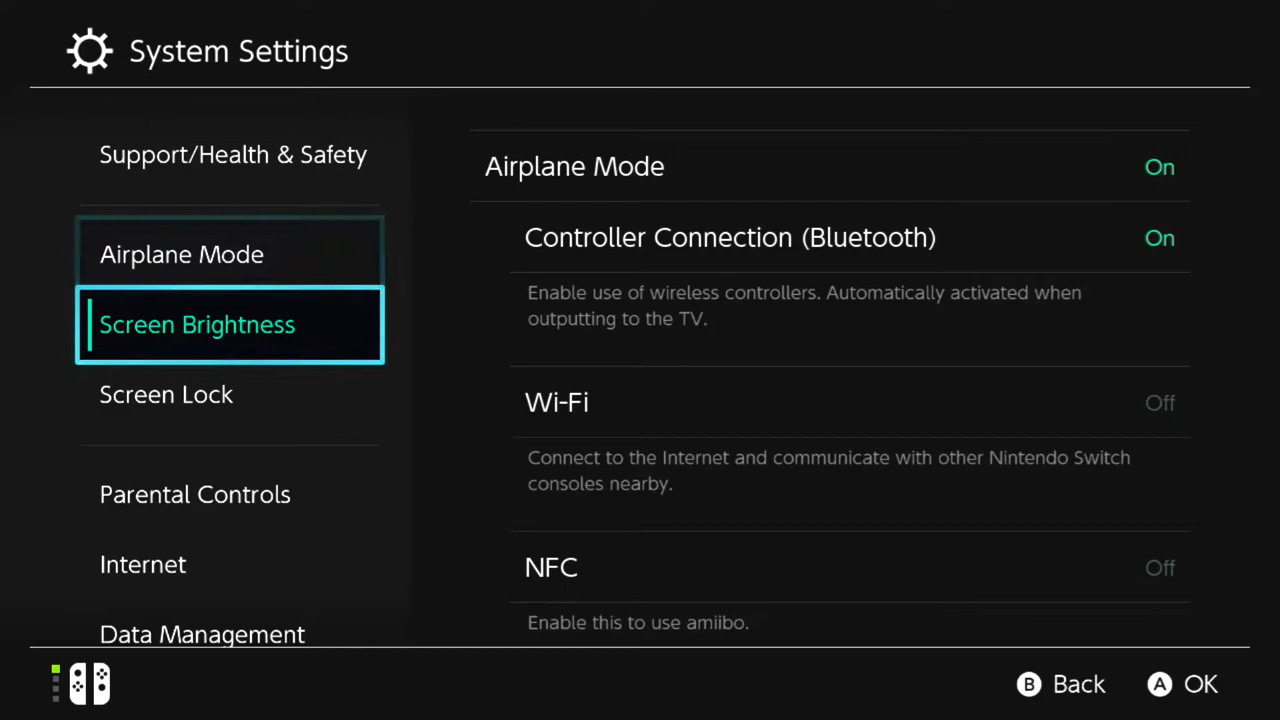 System Settings
Support/Health & Safety
Airplane Mode
Screen Brightness
Screen Lock
Parental Controls
Internet
Data Management
Airplane Mode On
Controller Connection (Bluetooth) On
Enable use of wireless controllers. Automatically activated when
outputting to the TV.
Wi-Fi Off
Connect to the Internet and communicate with other Nintendo Switch
consoles nearby.
NFC Off
Enable this to use amiibo.
B Back A OK